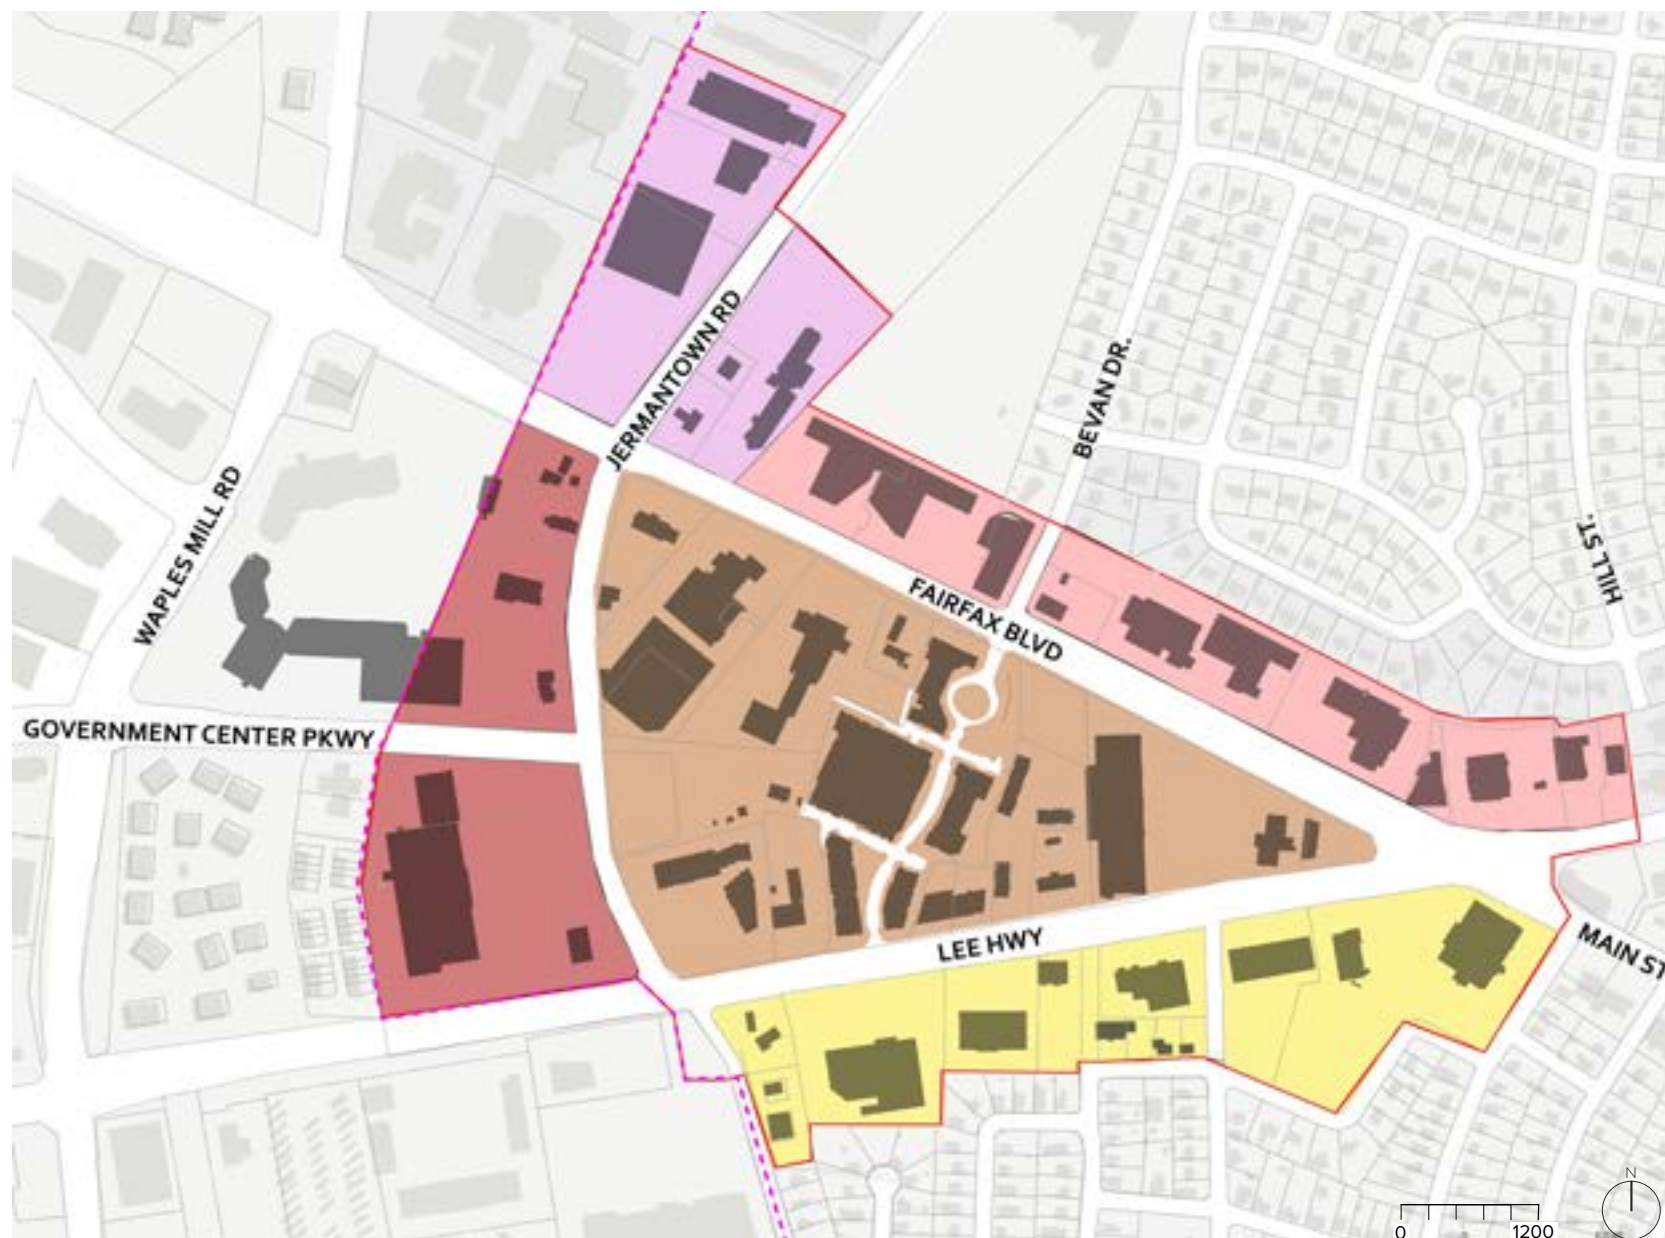 JERMANTOWN RD
BEVAN DR.
WAPLES MILL RD
HILL ST.
FAIRFAX BLVD
GOVERNMENT CENTER PKWY
LEE HWY
MAIN ST
N
0 1200